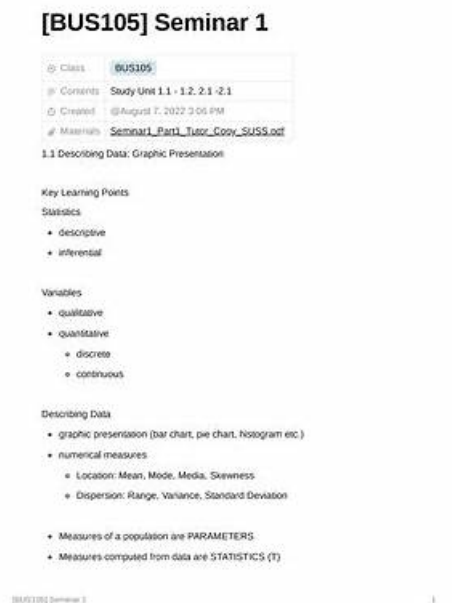 [BUS105] Seminar 1
Class BUS105
Contents Study Unit 1.1 - 1.2, 2.1 -2.1
Created @August 7, 2022 3:06 PM
Materials Seminar1_Part1_Tutor_Copy_SUSS.pdf
1.1 Describing Data: Graphic Presentation
Key Learning Points
Statistics
• descriptive
• inferential
Variables
• qualitative
• quantitative
◦ discrete
◦ continuous
Describing Data
• graphic presentation (bar chart, pie chart, histogram etc.)
• numerical measures
◦ Location: Mean, Mode, Media, Skewness
◦ Dispersion: Range, Variance, Standard Deviation
• Measures of a population are PARAMETERS
• Measures computed from data are STATISTICS (T)
[BUS105] Seminar 1 1